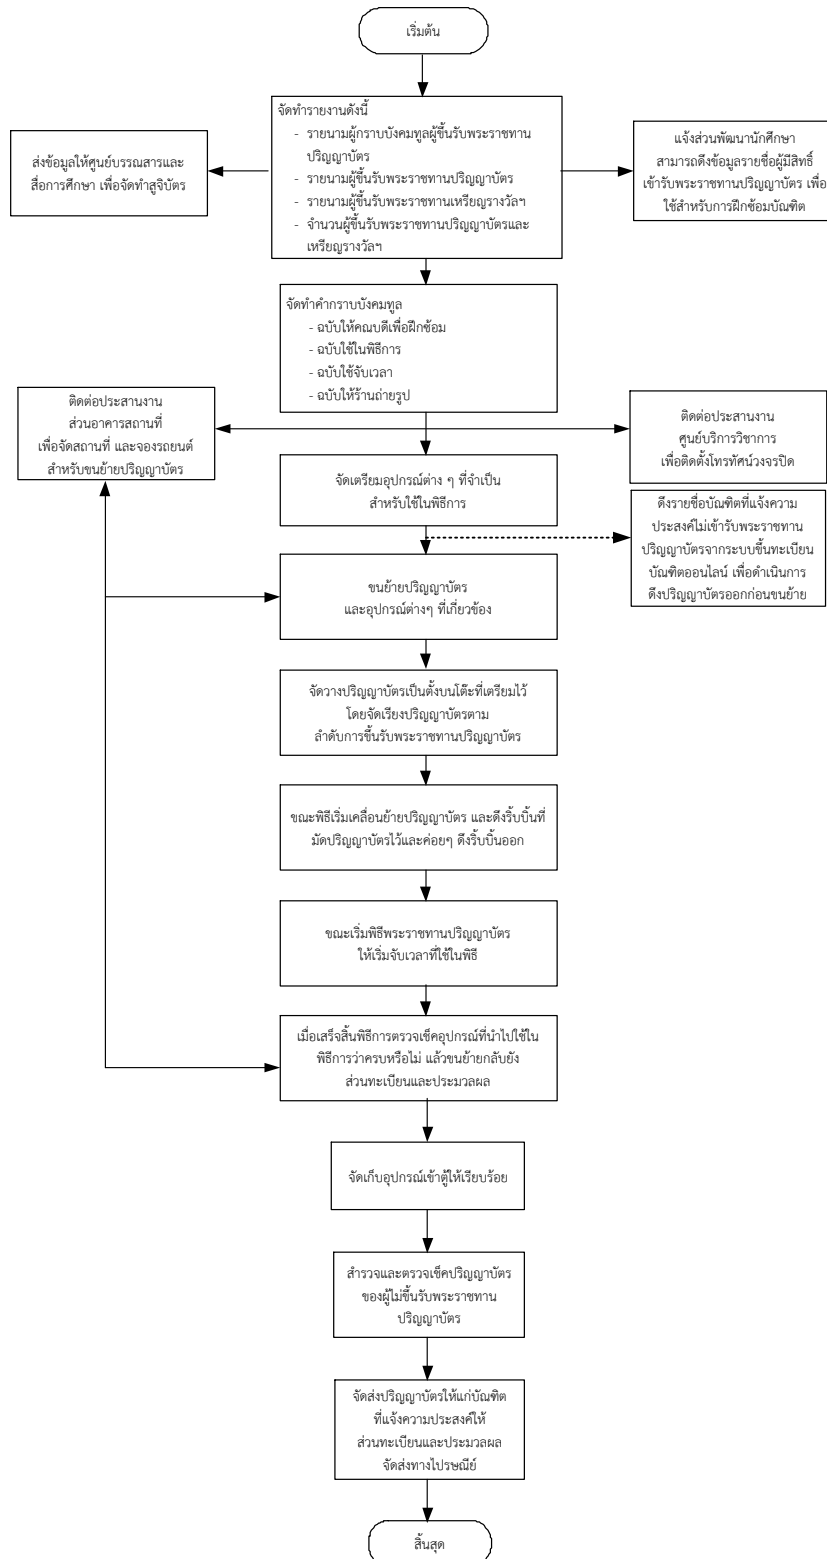 เริ่มต้น
จัดทำรายงานดังนี้
- รายนามผู้กราบบังคมทูลผู้ขึ้นรับพระราชทาน
ปริญญาบัตร
- รายนามผู้ขึ้นรับพระราชทานปริญญาบัตร
- รายนามผู้ขึ้นรับพระราชทานเหรียญรางวัลฯ
- จำนวนผู้ขึ้นรับพระราชทานปริญญาบัตรและ
เหรียญรางวัลฯ
ส่งข้อมูลให้ศูนย์บรรณสารและ
สื่อการศึกษา เพื่อจัดทำสูจิบัตร
แจ้งส่วนพัฒนานักศึกษา
สามารถดึงข้อมูลรายชื่อผู้มีสิทธิ์
เข้ารับพระราชทานปริญญาบัตร เพื่อ
ใช้สำหรับการฝึกซ้อมบัณฑิต
จัดทำคำกราบบังคมทูล
- ฉบับให้คณบดีเพื่อฝึกซ้อม
- ฉบับใช้ในพิธีการ
- ฉบับใช้จับเวลา
- ฉบับให้ร้านถ่ายรูป
ติดต่อประสานงาน
ส่วนอาคารสถานที่
เพื่อจัดสถานที่ และจองรถยนต์
สำหรับขนย้ายปริญญาบัตร
ติดต่อประสานงาน
ศูนย์บริการวิชาการ
เพื่อติดตั้งโทรทัศน์วงจรปิด
จัดเตรียมอุปกรณ์ต่าง ๆ ที่จำเป็น
สำหรับใช้ในพิธีการ
ดึงรายชื่อบัณฑิตที่แจ้งความ
ประสงค์ไม่เข้ารับพระราชทาน
ปริญญาบัตรจากระบบขึ้นทะเบียน
บัณฑิตออนไลน์ เพื่อดำเนินการ
ดึงปริญญาบัตรออกก่อนขนย้าย
ขนย้ายปริญญาบัตร
และอุปกรณ์ต่างๆ ที่เกี่ยวข้อง
จัดวางปริญญาบัตรเป็นตั้งบนโต๊ะที่เตรียมไว้
โดยจัดเรียงปริญญาบัตรตาม
ลำดับการขึ้นรับพระราชทานปริญญาบัตร
ขณะพิธีเริ่มเคลื่อนย้ายปริญญาบัตร และดึงริ้บบิ้นที่
มัดปริญญาบัตรไว้และค่อยๆ ดึงริ้บบิ้นออก
ขณะเริ่มพิธีพระราชทานปริญญาบัตร
ให้เริ่มจับเวลาที่ใช้ในพิธี
เมื่อเสร็จสิ้นพิธีการตรวจเช็คอุปกรณ์ที่นำไปใช้ใน
พิธีการว่าครบหรือไม่ แล้วขนย้ายกลับยัง
ส่วนทะเบียนและประมวลผล
จัดเก็บอุปกรณ์เข้าตู้ให้เรียบร้อย
สำรวจและตรวจเช็คปริญญาบัตร
ของผู้ไม่ขึ้นรับพระราชทาน
ปริญญาบัตร
จัดส่งปริญญาบัตรให้แก่บัณฑิต
ที่แจ้งความประสงค์ให้
ส่วนทะเบียนและประมวลผล
จัดส่งทางไปรษณีย์
สิ้นสุด